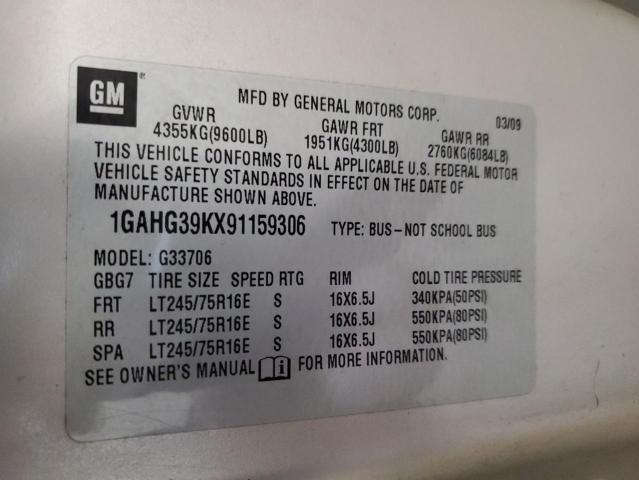 GM ®
MFD BY GENERAL MOTORS CORP. 03/09
GVWR GAWR FRT GAWR RR
4355KG(9600LB) 1951KG(4300LB) 2760KG(6084LB)
THIS VEHICLE CONFORMS TO ALL APPLICABLE U.S. FEDERAL MOTOR
VEHICLE SAFETY STANDARDS IN EFFECT ON THE DATE OF
MANUFACTURE SHOWN ABOVE.
1GAHG39KX91159306 TYPE: BUS-NOT SCHOOL BUS
MODEL: G33706
GBG7 TIRE SIZE SPEED RTG RIM COLD TIRE PRESSURE
FRT LT245/75R16E S 16X6.5J 340KPA(50PSI)
RR LT245/75R16E S 16X6.5J 550KPA(80PSI)
SPA LT245/75R16E S 16X6.5J 550KPA(80PSI)
SEE OWNER'S MANUAL i FOR MORE INFORMATION.